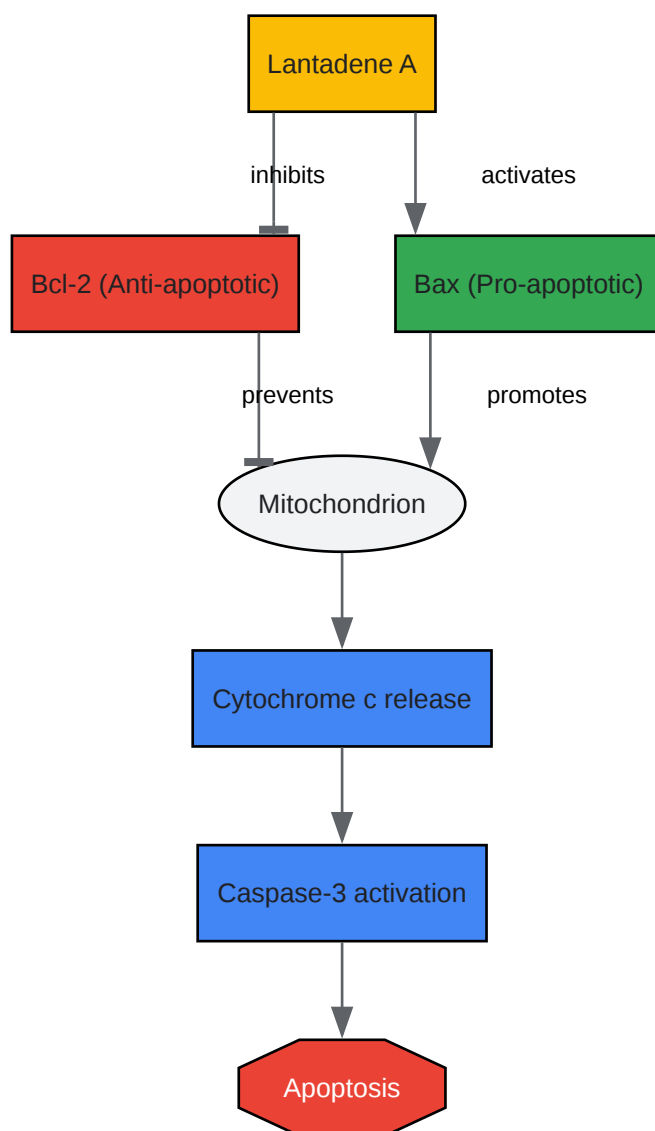 Lantadene A
inhibits
activates
Bcl-2 (Anti-apoptotic)
Bax (Pro-apoptotic)
prevents
promotes
Mitochondrion
Cytochrome c release
Caspase-3 activation
Apoptosis